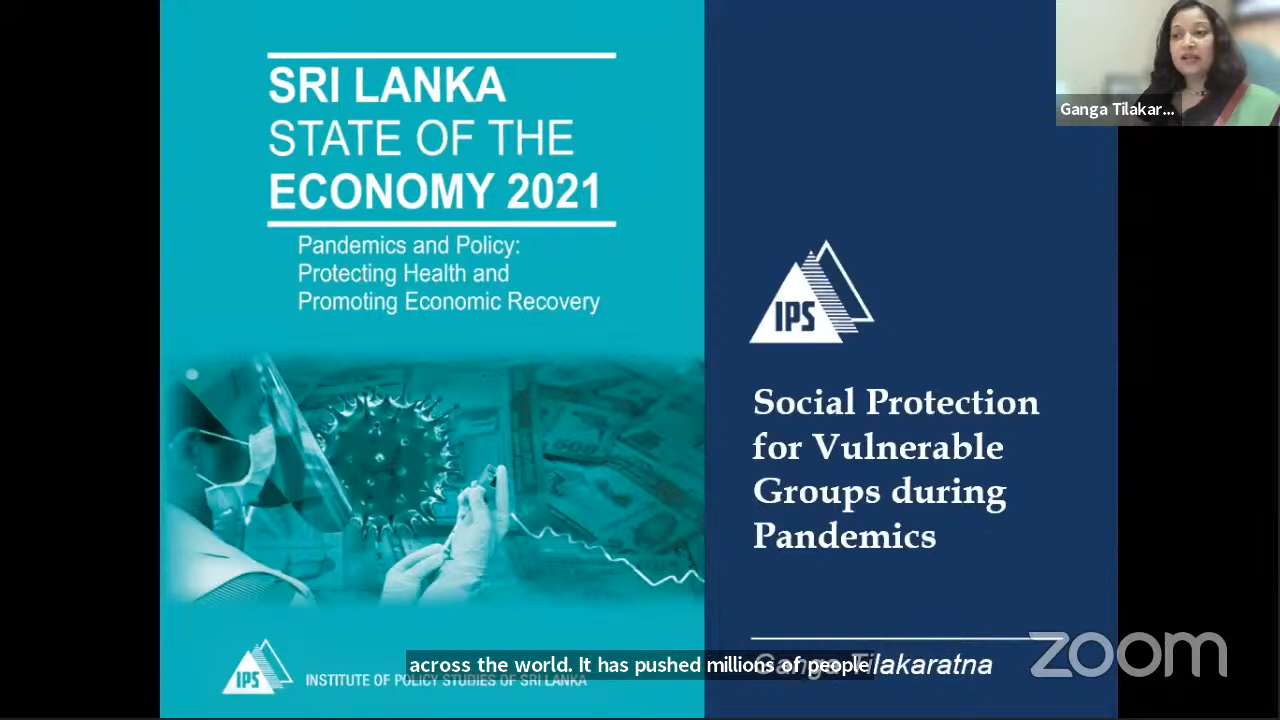 SRI LANKA
STATE OF THE
ECONOMY 2021
Pandemics and Policy:
Protecting Health and
Promoting Economic Recovery
IPS
INSTITUTE OF POLICY STUDIES OF SRI LANKA
IPS
Social Protection
for Vulnerable
Groups during
Pandemics
Ganga Tilakaratna
across the world. It has pushed millions of people
Ganga Tilakar...
zoom